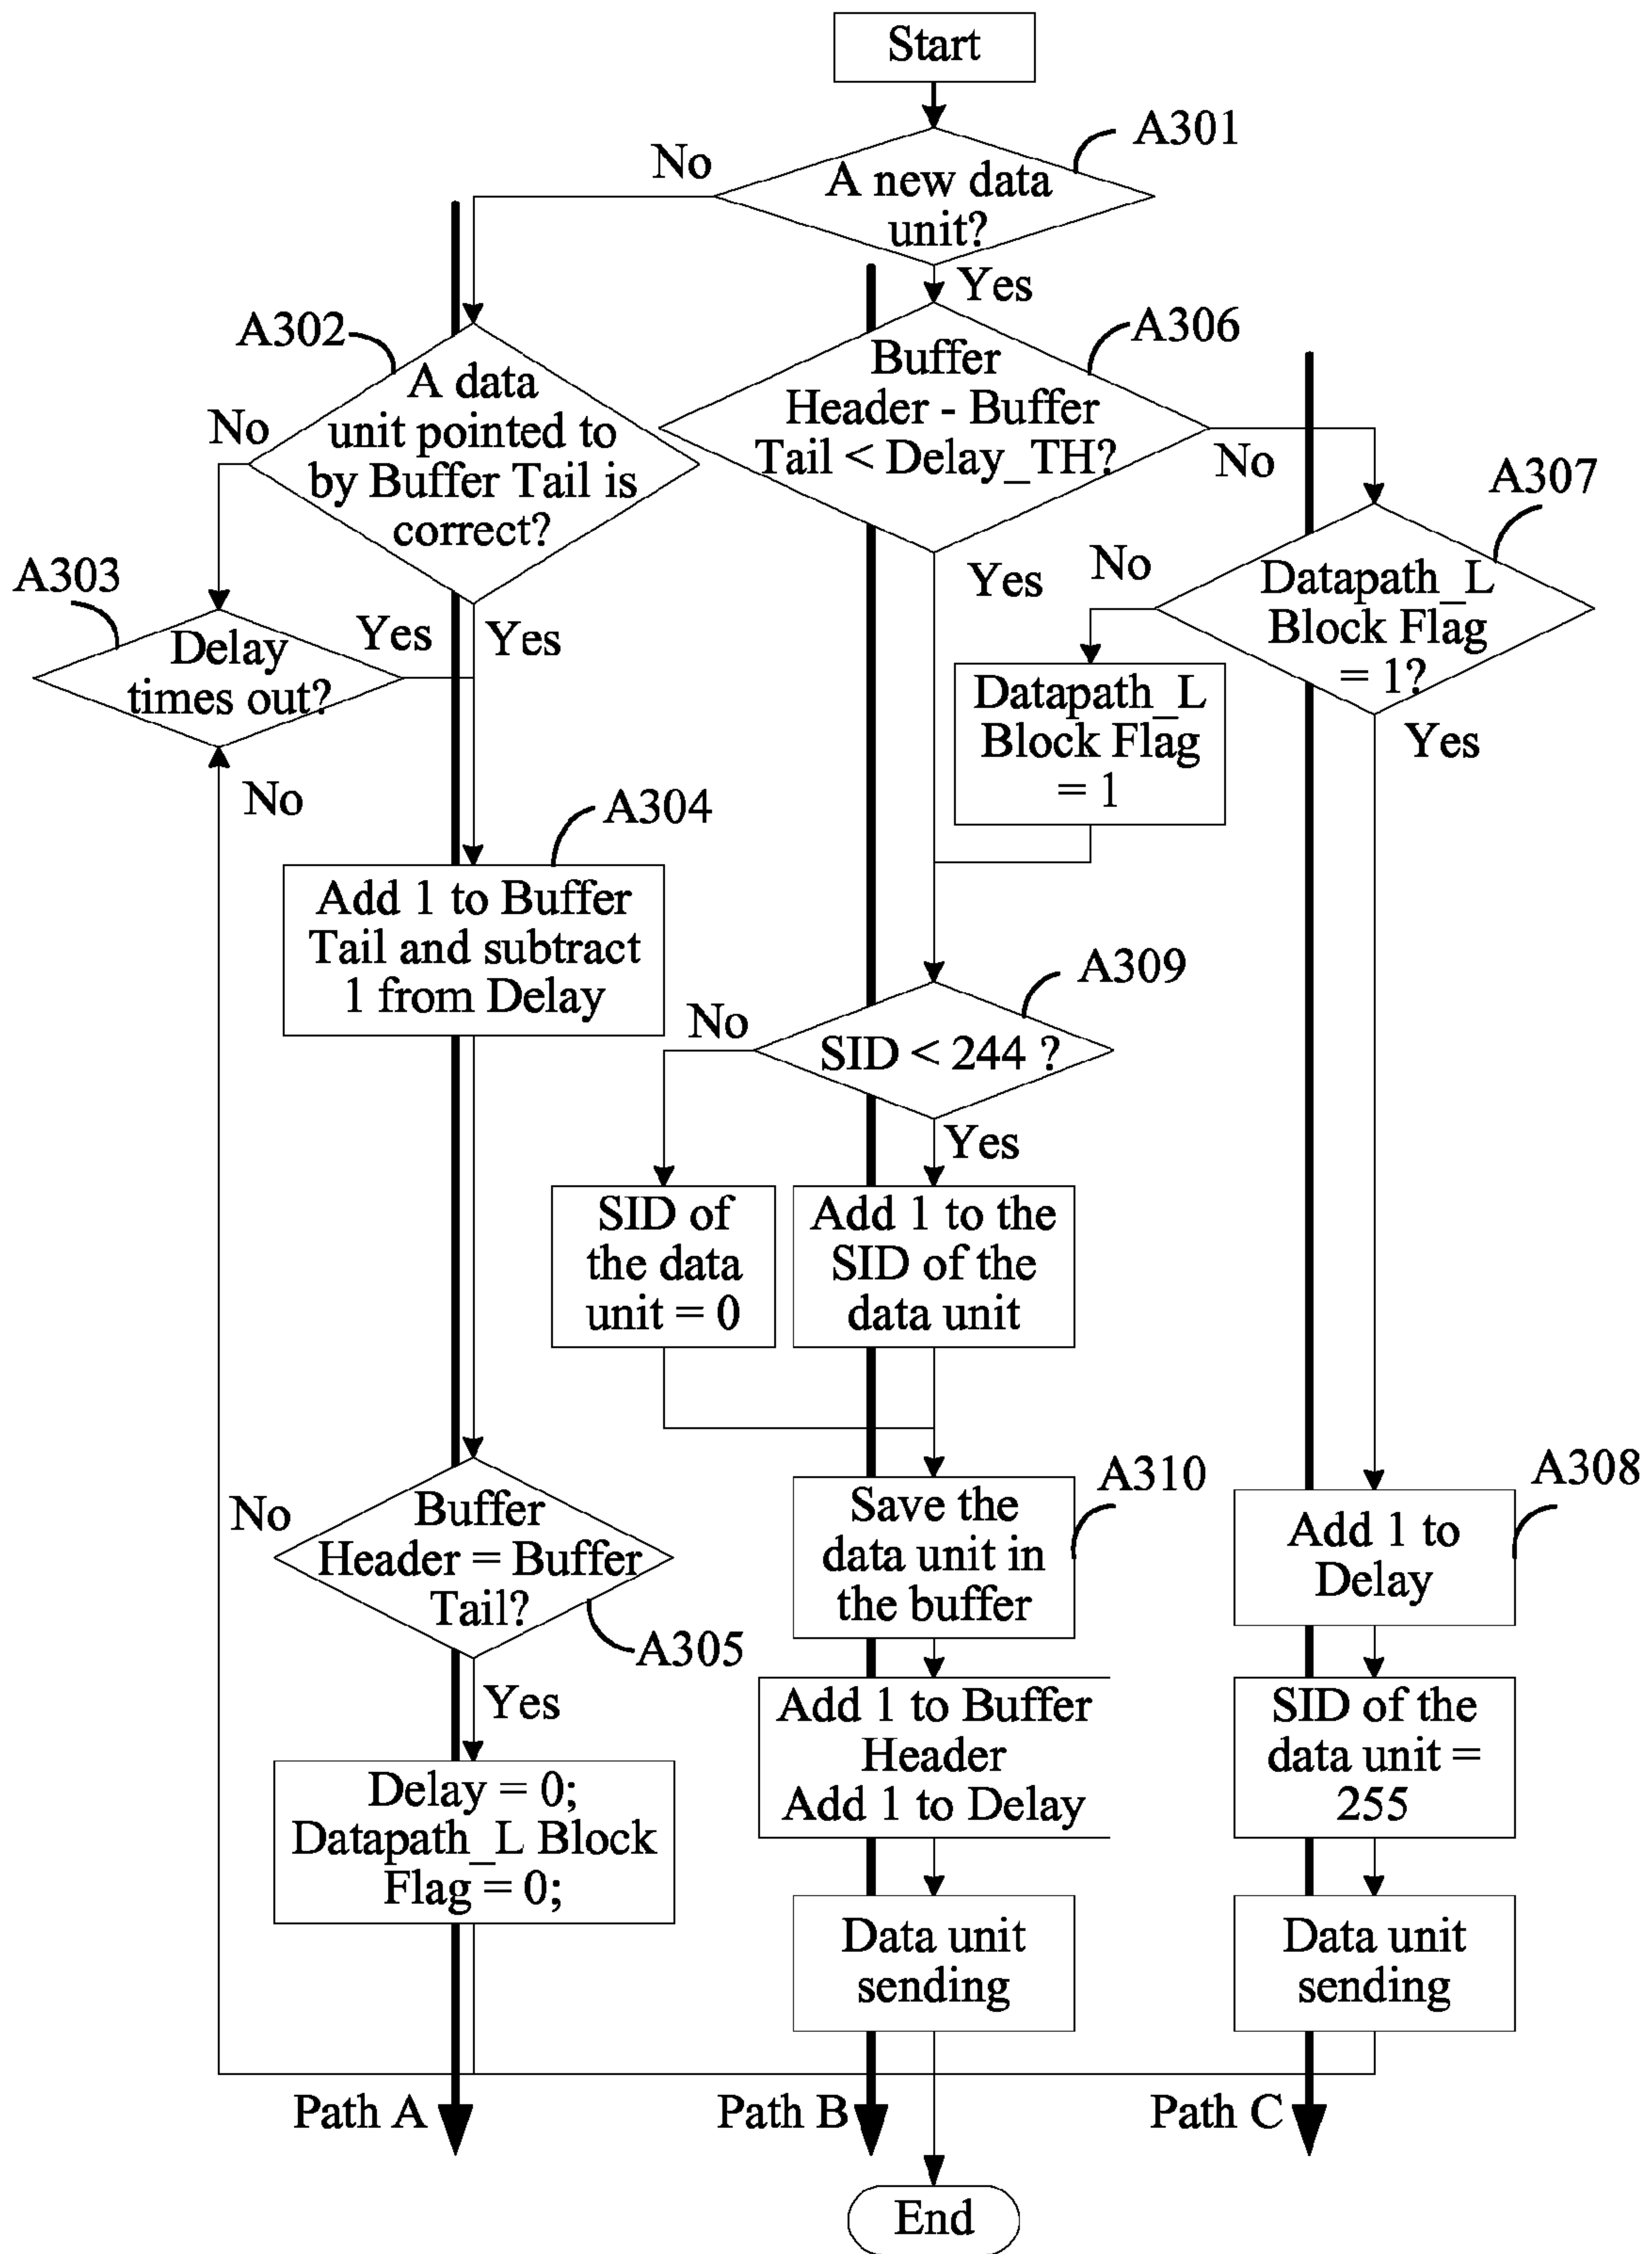 Start
A301
No
A new data
unit?
Yes
A302
A306
Buffer
Header - Buffer
Tail < Delay_TH?
A data
unit pointed to
by Buffer Tail is
correct?
No
No
A307
A303
Yes
No
Datapath_L
Block Flag
= 1?
Delay
times out?
Yes
Yes
Datapath_L
Block Flag
= 1
Yes
No
A304
Add 1 to Buffer
Tail and subtract
1 from Delay
A309
No
SID < 244 ?
Yes
SID of
the data
unit = 0
Add 1 to the
SID of the
data unit
A310
A308
No
Buffer
Header = Buffer
Tail?
Save the
data unit in
the buffer
Add 1 to
Delay
A305
Yes
Add 1 to Buffer
Header
Add 1 to Delay
SID of the
data unit =
255
Delay = 0;
Datapath_L Block
Flag = 0;
Data unit
sending
Data unit
sending
Path A
Path B
Path C
End